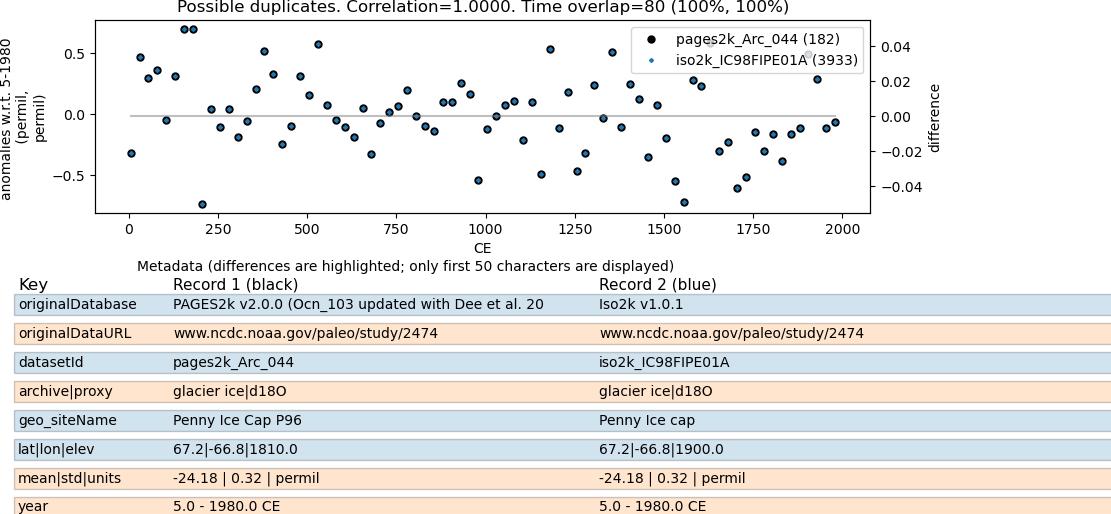 Possible duplicates. Correlation=1.0000. Time overlap=80 (100%, 100%)
anomalies w.r.t. 5-1980
(permil,
permil)
0.5
0.0
−0.5
pages2k_Arc_044 (182)
iso2k_IC98FIPE01A (3933)
0.04
0.02
0.00
−0.02
−0.04
difference
0 250 500 750 1000 1250 1500 1750 2000
CE
Metadata (differences are highlighted; only first 50 characters are displayed)
Key Record 1 (black) Record 2 (blue)
originalDatabase PAGES2k v2.0.0 (Ocn_103 updated with Dee et al. 20 Iso2k v1.0.1
originalDataURL www.ncdc.noaa.gov/paleo/study/2474 www.ncdc.noaa.gov/paleo/study/2474
datasetId pages2k_Arc_044 iso2k_IC98FIPE01A
archive|proxy glacier ice|d18O glacier ice|d18O
geo_siteName Penny Ice Cap P96 Penny Ice cap
lat|lon|elev 67.2|-66.8|1810.0 67.2|-66.8|1900.0
mean|std|units -24.18 | 0.32 | permil -24.18 | 0.32 | permil
year 5.0 - 1980.0 CE 5.0 - 1980.0 CE